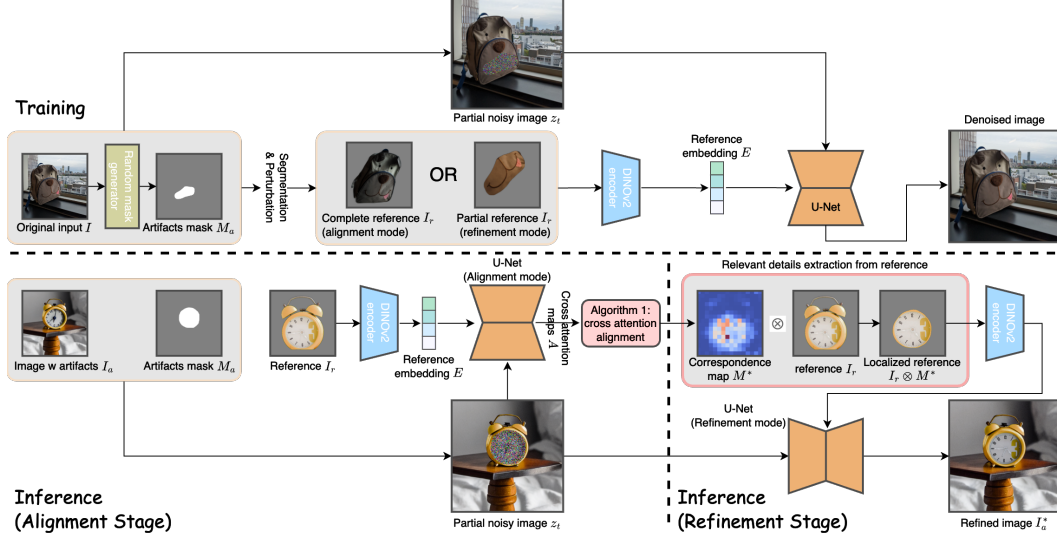 Partial noisy image z_t
Training
Original input I
Random mask
generator
Artifacts mask M_a
Segmentation
& Perturbation
Complete reference I_r
(alignment mode)
OR
Partial reference I_r
(refinement mode)
DINOv2
encoder
Reference
embedding E
U-Net
Denoised image
Image w artifacts I_a
Artifacts mask M_a
Reference I_r
DINOv2
encoder
Reference
embedding E
U-Net
(Alignment mode)
Cross attention
maps A
Algorithm 1:
cross attention
alignment
Partial noisy image z_t
Inference
(Alignment Stage)
Relevant details extraction from reference
Correspondence
map M*
⊗
reference I_r
Localized reference
I_r ⊗ M*
DINOv2
encoder
U-Net
(Refinement mode)
Refined image I_a^*
Inference
(Refinement Stage)